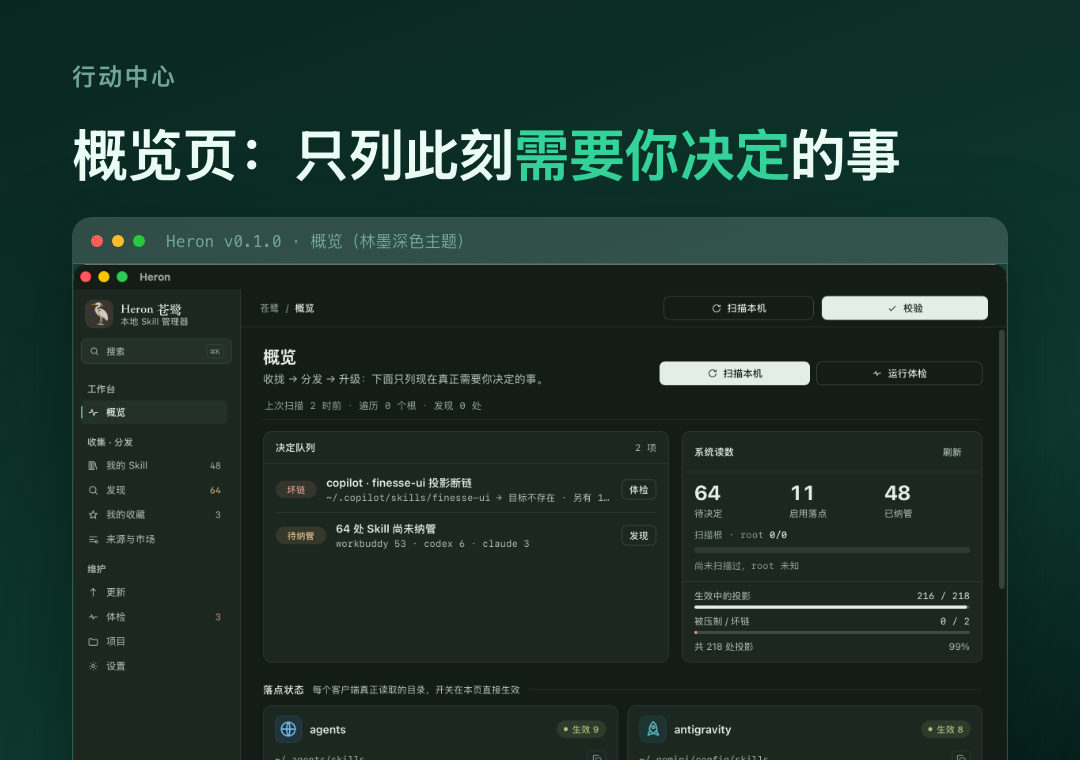 行动中心
概览页：只列此刻需要你决定的事
Heron v0.1.0 · 概览（林墨深色主题）
Heron
Heron 苍鹭
本地 Skill 管理器
搜索 ⌘K
工作台
概览
收集 · 分发
我的 Skill 48
发现 64
我的收藏 3
来源与市场
维护
更新
体检 3
项目
设置
苍鹭 / 概览
扫描本机
校验
概览
收拢 → 分发 → 升级：下面只列现在真正需要你决定的事。
扫描本机
运行体检
上次扫描 2 时前 · 遍历 0 个根 · 发现 0 处
决定队列 2 项
坏链
copilot · finesse-ui 投影断链
~/.copilot/skills/finesse-ui → 目标不存在 · 另有 1…
体检
待纳管
64 处 Skill 尚未纳管
workbuddy 53 · codex 6 · claude 3
发现
系统读数 刷新
64 11 48
待决定 启用落点 已纳管
扫描根 · root 0/0
尚未扫描过，root 未知
生效中的投影 216 / 218
被压制 / 坏链 0 / 2
共 218 处投影 99%
落点状态 每个客户端真正读取的目录，开关在本页直接生效
agents 生效 9
~/.agents/skills
antigravity 生效 8
~/.gemini/config/skills